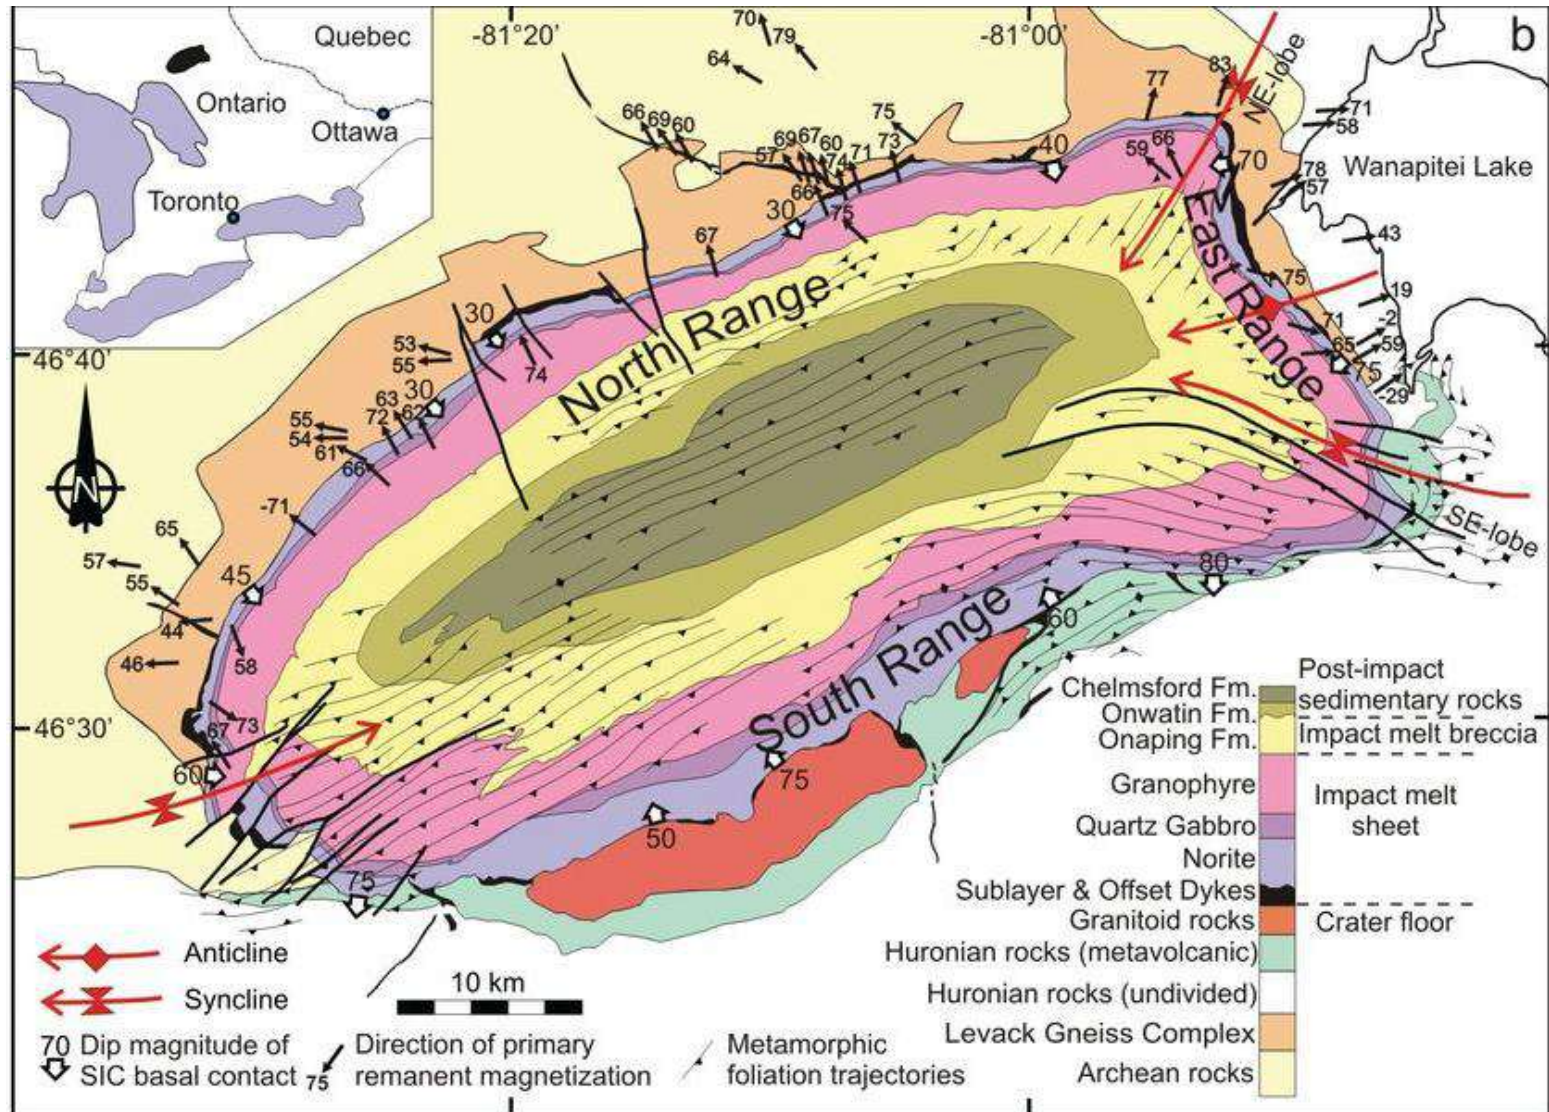 b
Quebec
Ontario
Ottawa
Toronto
-81°20'
-81°00'
46°40'
46°30'
N
70
79
64
66
69
60
57
69
67
60
74
71
73
75
66
75
77
83
NE-lobe
71
58
Wanapitei Lake
78
57
40
59
66
70
30
67
43
East Range
75
19
-2
59
71
65
75
1
-29
North Range
30
74
53
55
30
63
62
72
55
54
61
66
-71
65
57
55
45
44
46
58
73
67
60
SE-lobe
80
60
South Range
75
50
75
Chelmsford Fm.
Onwatin Fm.
Onaping Fm.
Granophyre
Quartz Gabbro
Norite
Sublayer & Offset Dykes
Granitoid rocks
Huronian rocks (metavolcanic)
Huronian rocks (undivided)
Levack Gneiss Complex
Archean rocks
Post-impact
sedimentary rocks
Impact melt breccia
Impact melt
sheet
Crater floor
Anticline
Syncline
10 km
70 Dip magnitude of
SIC basal contact
75 Direction of primary
remanent magnetization
Metamorphic
foliation trajectories